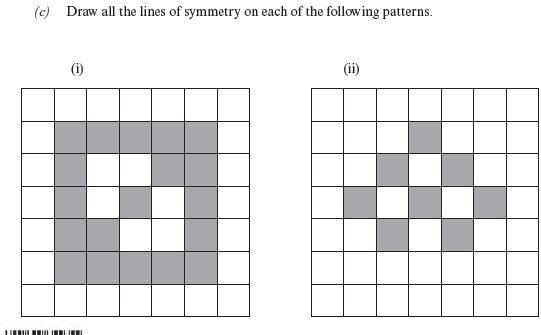 (c) Draw all the lines of symmetry on each of the following patterns.
(i) (ii)